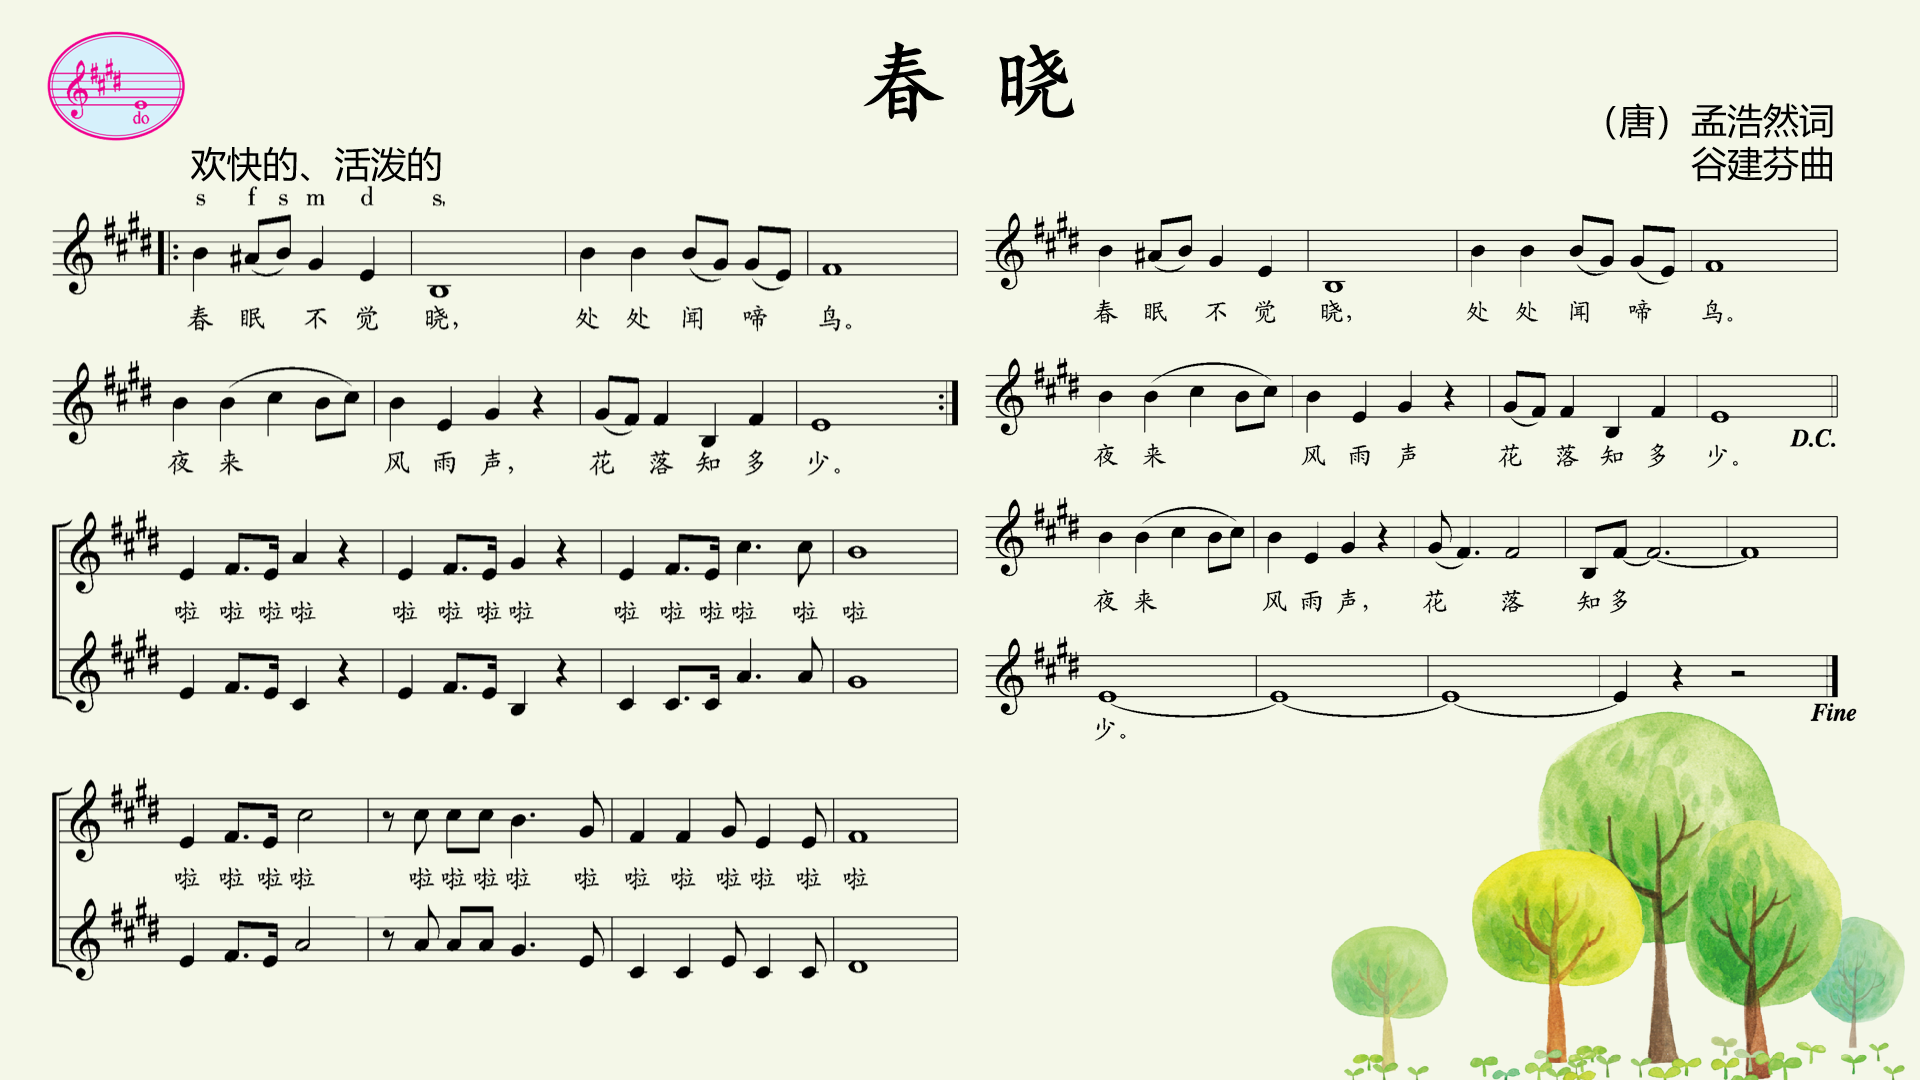 春 晓
do
(唐)孟浩然词
欢快的、活泼的
谷建芬曲
s f s m d s,
春 眠 不 觉 晓, 处 处 闻 啼 鸟。
夜 来 风 雨 声, 花 落 知 多 少。
啦 啦 啦 啦 啦 啦 啦 啦 啦 啦 啦 啦 啦 啦
啦 啦 啦 啦 啦 啦 啦 啦 啦 啦 啦 啦 啦 啦 啦
春 眠 不 觉 晓, 处 处 闻 啼 鸟。
D.C.
夜 来 风 雨 声 花 落 知 多 少。
夜 来 风 雨 声, 花 落 知 多
Fine
少。